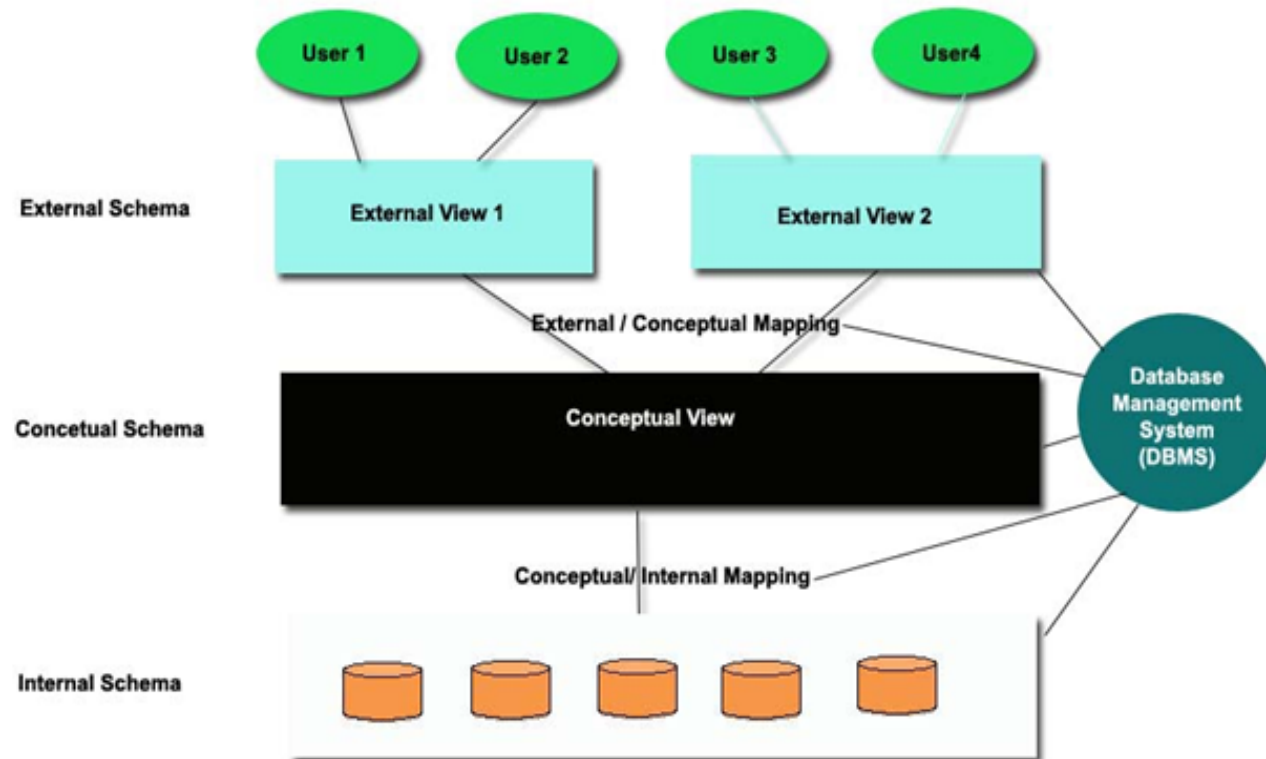 User 1
User 2
User 3
User4
External Schema
External View 1
External View 2
External / Conceptual Mapping
Database
Management
System
(DBMS)
Concetual Schema
Conceptual View
Conceptual/ Internal Mapping
Internal Schema